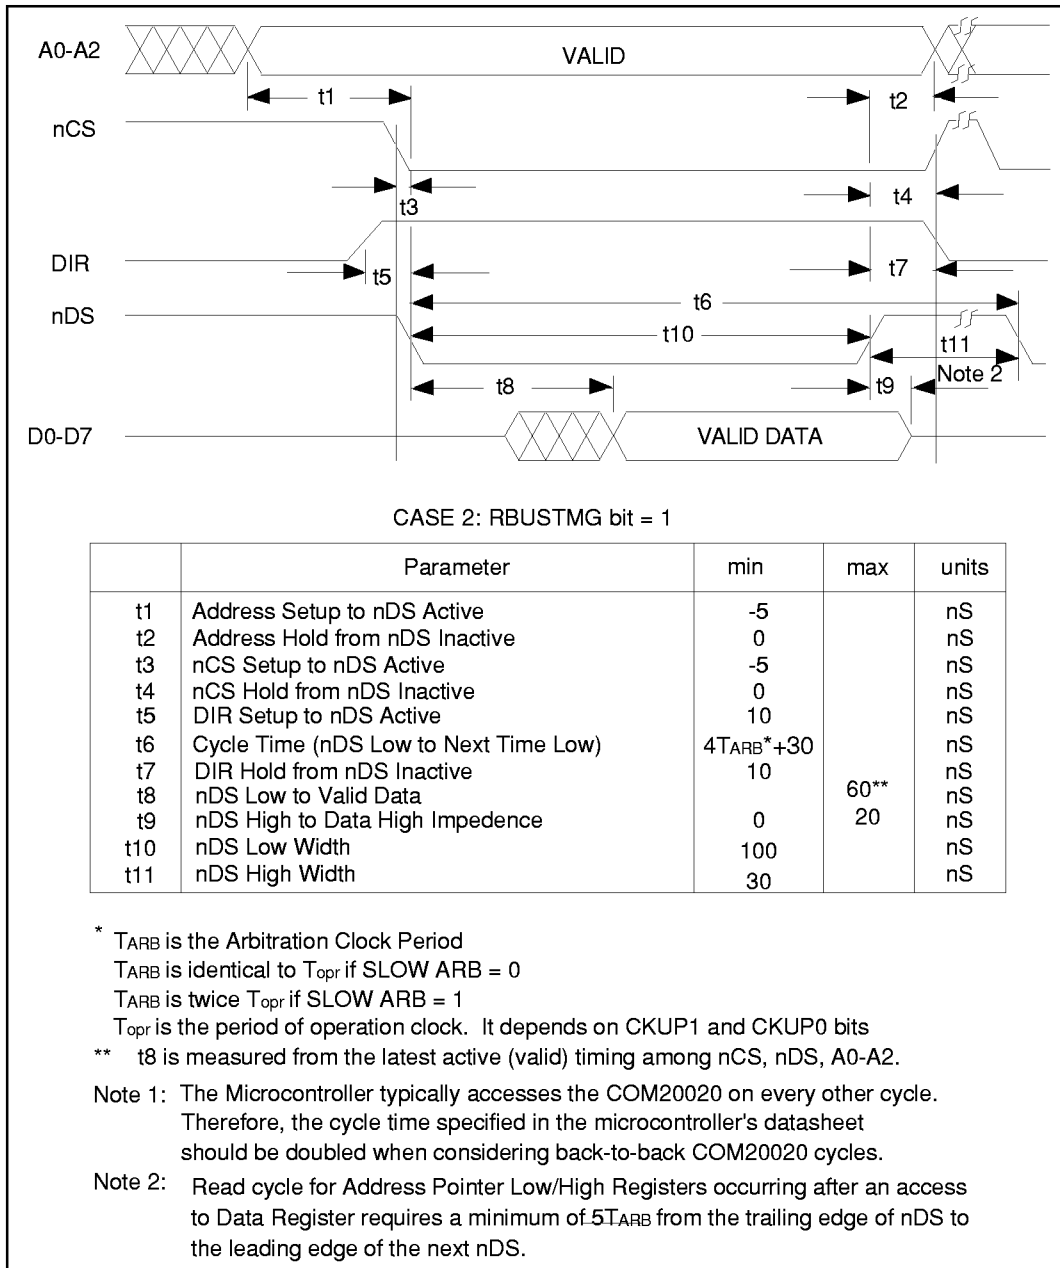 A0-A2
VALID
t1
t2
nCS
t3
t4
DIR
t5
t7
t6
nDS
t10
t11
Note 2
t8
t9
D0-D7
VALID DATA
CASE 2: RBUSTMG bit = 1
Parameter min max units
t1 Address Setup to nDS Active -5 nS
t2 Address Hold from nDS Inactive 0 nS
t3 nCS Setup to nDS Active -5 nS
t4 nCS Hold from nDS Inactive 0 nS
t5 DIR Setup to nDS Active 10 nS
t6 Cycle Time (nDS Low to Next Time Low) 4TARB*+30 nS
t7 DIR Hold from nDS Inactive 10 nS
t8 nDS Low to Valid Data 60** nS
t9 nDS High to Data High Impedence 0 20 nS
t10 nDS Low Width 100 nS
t11 nDS High Width 30 nS
* TARB is the Arbitration Clock Period
TARB is identical to Topr if SLOW ARB = 0
TARB is twice Topr if SLOW ARB = 1
Topr is the period of operation clock. It depends on CKUP1 and CKUP0 bits
** t8 is measured from the latest active (valid) timing among nCS, nDS, A0-A2.
Note 1: The Microcontroller typically accesses the COM20020 on every other cycle.
Therefore, the cycle time specified in the microcontroller's datasheet
should be doubled when considering back-to-back COM20020 cycles.
Note 2: Read cycle for Address Pointer Low/High Registers occurring after an access
to Data Register requires a minimum of 5TARB from the trailing edge of nDS to
the leading edge of the next nDS.